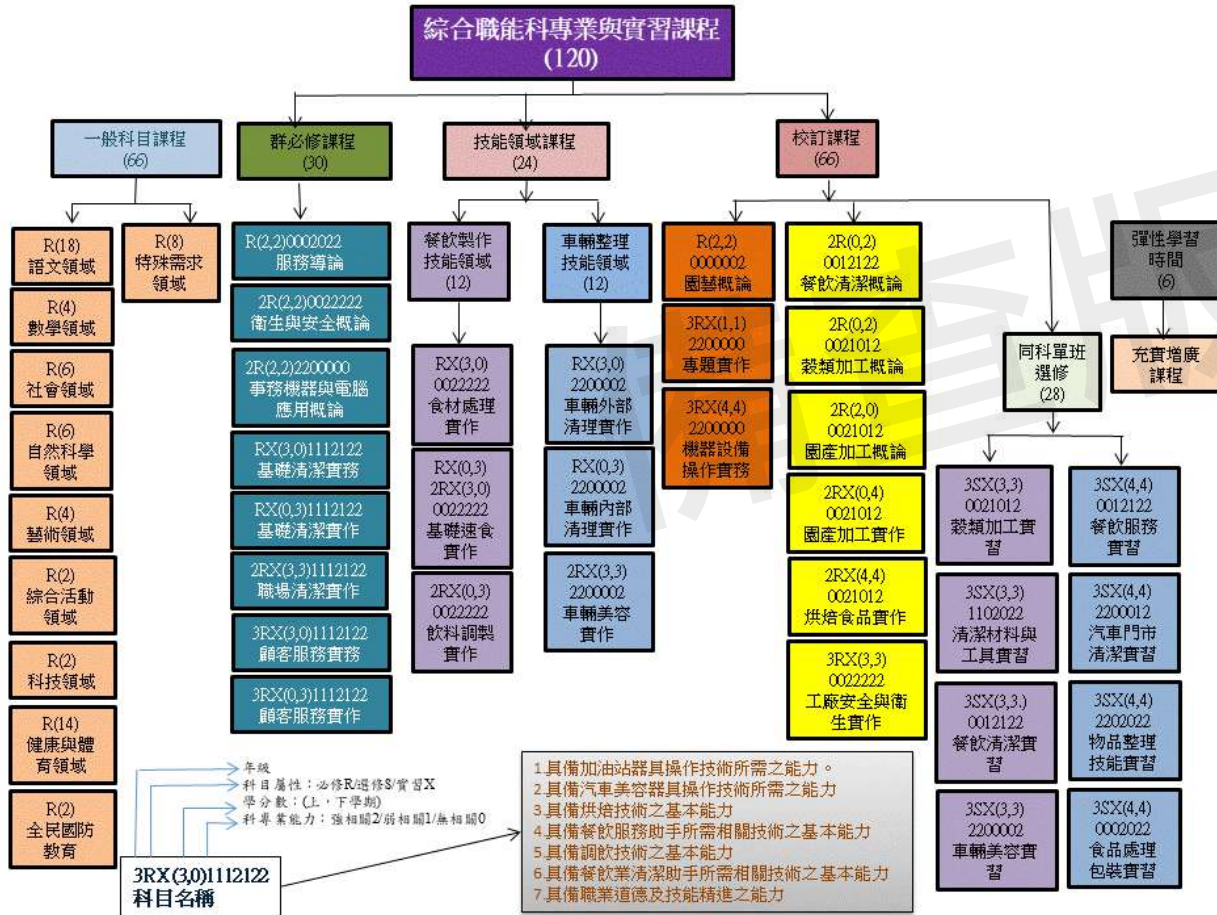 綜合職能科專業與實習課程
(120)
一般科目課程
(66)
群必修課程
(30)
技能領域課程
(24)
校訂課程
(66)
R(18)
語文領域
R(4)
數學領域
R(6)
社會領域
R(6)
自然科學
領域
R(4)
藝術領域
R(2)
綜合活動
領域
R(2)
科技領域
R(14)
健康與體
育領域
R(2)
全民國防
教育
R(8)
特殊需求
領域
R(2,2)0002022
服務導論
2R(2,2)0022222
衛生與安全概論
2R(2,2)2200000
事務機器與電腦
應用概論
RX(3,0)1112122
基礎清潔實務
RX(0,3)1112122
基礎清潔實作
2RX(3,3)1112122
職場清潔實作
3RX(3,0)1112122
顧客服務實務
3RX(0,3)1112122
顧客服務實作
餐飲製作
技能領域
(12)
RX(3,0)
0022222
食材處理
實作
RX(0,3)
2RX(3,0)
0022222
基礎速食
實作
2RX(0,3)
0022222
飲料調製
實作
車輛整理
技能領域
(12)
RX(3,0)
2200002
車輛外部
清理實作
RX(0,3)
2200002
車輛內部
清理實作
2RX(3,3)
2200002
車輛美容
實作
R(2,2)
0000002
園藝概論
3RX(1,1)
2200000
專題實作
3RX(4,4)
2200000
機器設備
操作實務
2R(0,2)
0012122
餐飲清潔概論
2R(0,2)
0021012
穀類加工概論
2R(2,0)
0021012
園產加工概論
2RX(0,4)
0021012
園產加工實作
2RX(4,4)
0021012
烘焙食品實作
3RX(3,3)
0022222
工廠安全與衛
生實作
同科單班
選修
(28)
3SX(3,3)
0021012
穀類加工實
習
3SX(3,3)
1102022
清潔材料與
工具實習
3SX(3,3.)
0012122
餐飲清潔實
習
3SX(3,3)
2200002
車輛美容實
習
3SX(4,4)
0012122
餐飲服務
實習
3SX(4,4)
2200012
汽車門市
清潔實習
3SX(4,4)
2202022
物品整理
技能實習
3SX(4,4)
0002022
食品處理
包裝實習
彈性學習
時間
(6)
充實增廣
課程
年級
科目屬性：必修R/選修S/實習X
學分數：(上，下學期)
科專業能力：強相關2/弱相關1/無相關0
3RX(3,0)1112122
科目名稱
1.具備加油站器具操作技術所需之能力。
2.具備汽車美容器具操作技術所需之能力
3.具備烘焙技術之基本能力
4.具備餐飲服務助手所需相關技術之基本能力
5.具備調飲技術之基本能力
6.具備餐飲業清潔助手所需相關技術之基本能力
7.具備職業道德及技能精進之能力
備查版